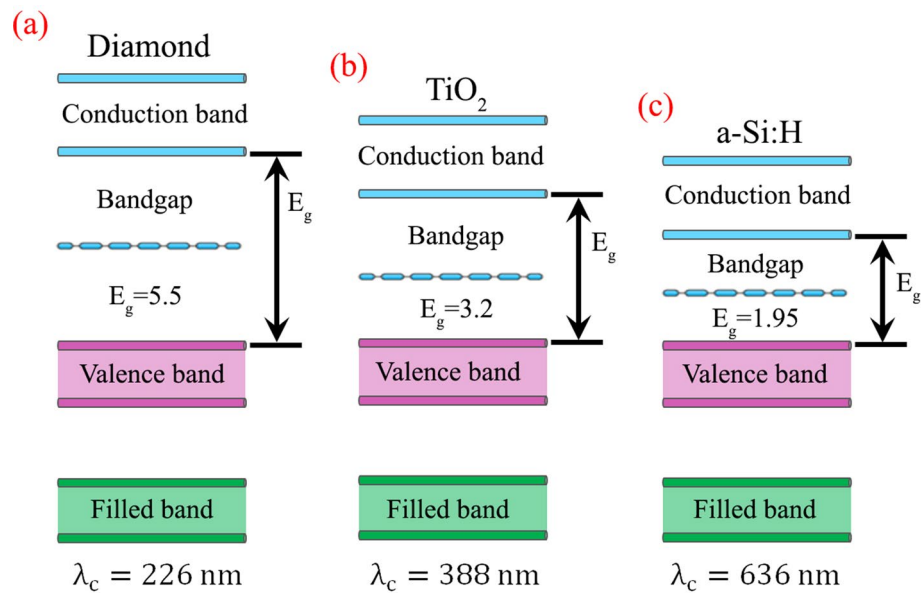 (a)
Diamond
Conduction band
Bandgap
E_g
E_g=5.5
Valence band
Filled band
λ_c = 226 nm
(b)
TiO₂
Conduction band
Bandgap
E_g
E_g=3.2
Valence band
Filled band
λ_c = 388 nm
(c)
a-Si:H
Conduction band
Bandgap
E_g
E_g=1.95
Valence band
Filled band
λ_c = 636 nm